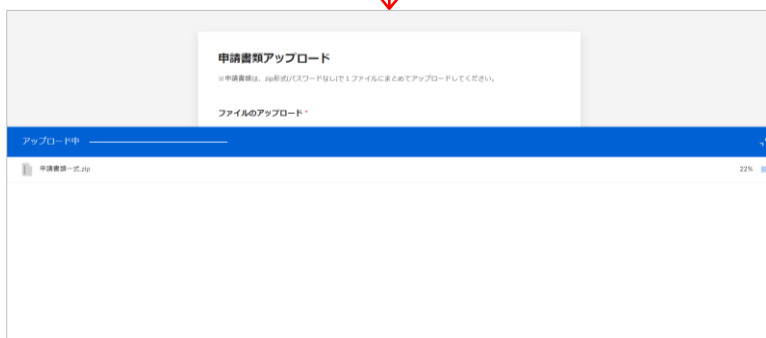 申請書類アップロード
※申請書類は、zip形式(パスワードなし)で１ファイルにまとめてアップロードしてください。
ファイルのアップロード *
アップロード中
申請書類一式.zip
22%